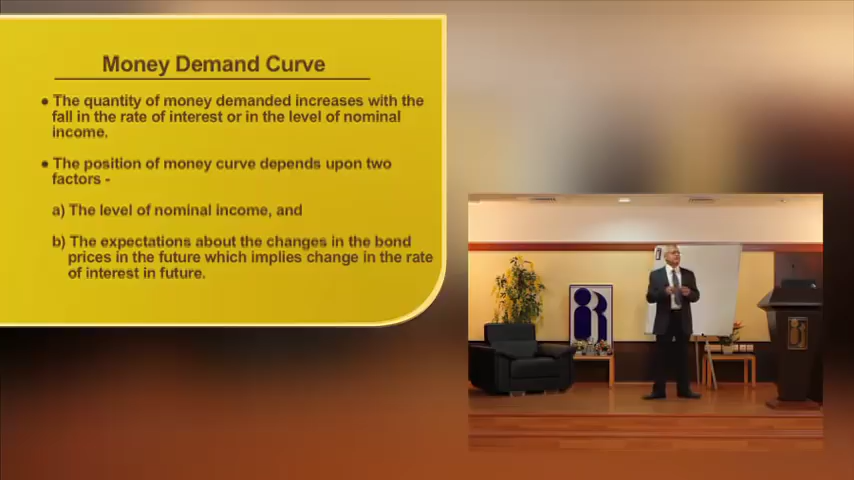 Money Demand Curve
● The quantity of money demanded increases with the
fall in the rate of interest or in the level of nominal
income.
● The position of money curve depends upon two
factors -
a) The level of nominal income, and
b) The expectations about the changes in the bond
prices in the future which implies change in the rate
of interest in future.